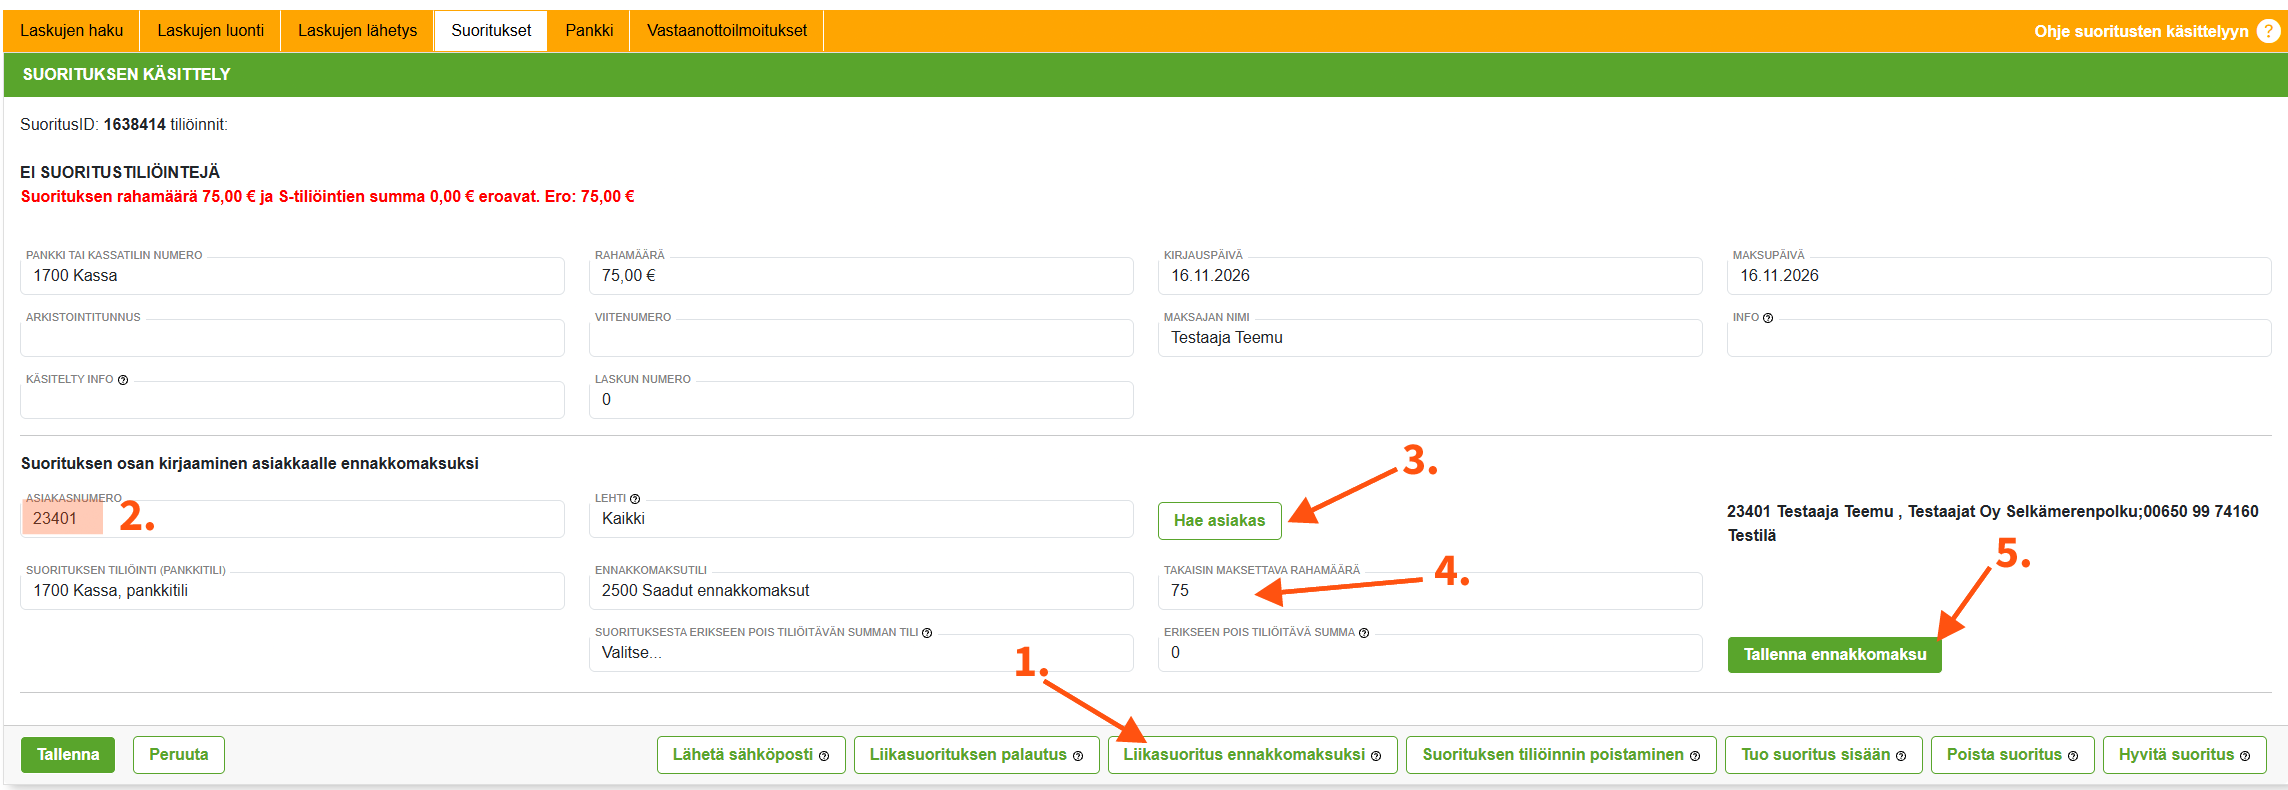 Laskujen haku Laskujen luonti Laskujen lähetys Suoritukset Pankki Vastaanottoilmoitukset Ohje suoritusten käsittelyyn ?
SUORITUKSEN KÄSITTELY
SuoritusID: 1638414 tiliöinnit:
EI SUORITUSTILIÖINTEJÄ
Suorituksen rahamäärä 75,00 € ja S-tiliöintien summa 0,00 € eroavat. Ero: 75,00 €
PANKKI TAI KASSATILIN NUMERO RAHAMÄÄRÄ KIRJAUSPÄIVÄ MAKSUPÄIVÄ
1700 Kassa 75,00 € 16.11.2026 16.11.2026
ARKISTOINTITUNNUS VIITENUMERO MAKSAJAN NIMI INFO ?
Testaaja Teemu
KÄSITELTY INFO ? LASKUN NUMERO
0
Suorituksen osan kirjaaminen asiakkaalle ennakkomaksuksi
3.
ASIAKASNUMERO LEHTI ?
23401 2. Kaikki Hae asiakas 23401 Testaaja Teemu , Testaajat Oy Selkämerenpolku;00650 99 74160
Testilä
5.
SUORITUKSEN TILIÖINTI (PANKKITILI) ENNAKKOMAKSUTILI TAKAISIN MAKSETTAVA RAHAMÄÄRÄ 4.
1700 Kassa, pankkitili 2500 Saadut ennakkomaksut 75
SUORITUKSESTA ERIKSEEN POIS TILIÖITÄVÄN SUMMAN TILI ? ERIKSEEN POIS TILIÖITÄVÄ SUMMA ?
Valitse... 0 Tallenna ennakkomaksu
1.
Tallenna Peruuta Lähetä sähköposti ? Liikasuorituksen palautus ? Liikasuoritus ennakkomaksuksi ? Suorituksen tiliöinnin poistaminen ? Tuo suoritus sisään ? Poista suoritus ? Hyvitä suoritus ?